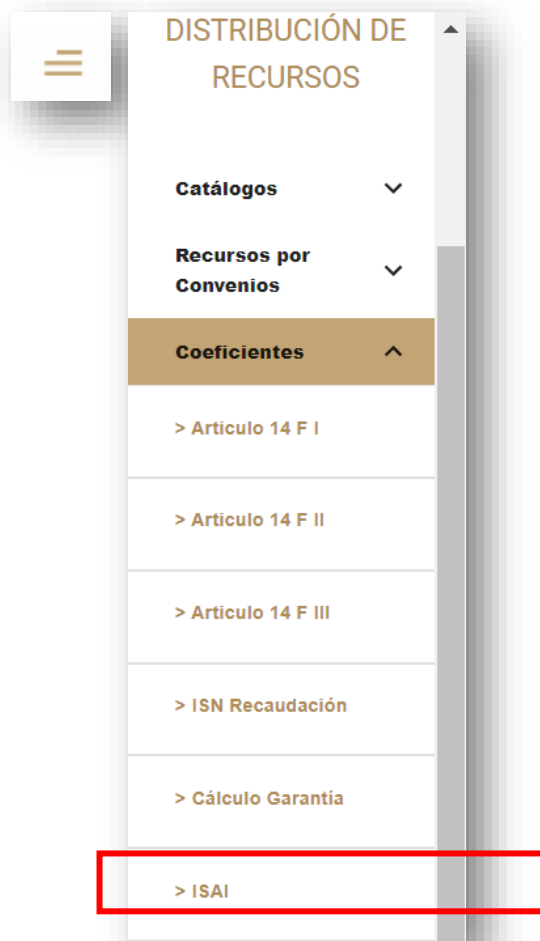 DISTRIBUCIÓN DE
RECURSOS
Catálogos
Recursos por
Convenios
Coeficientes
> Articulo 14 F I
> Articulo 14 F II
> Articulo 14 F III
> ISN Recaudación
> Cálculo Garantía
> ISAI